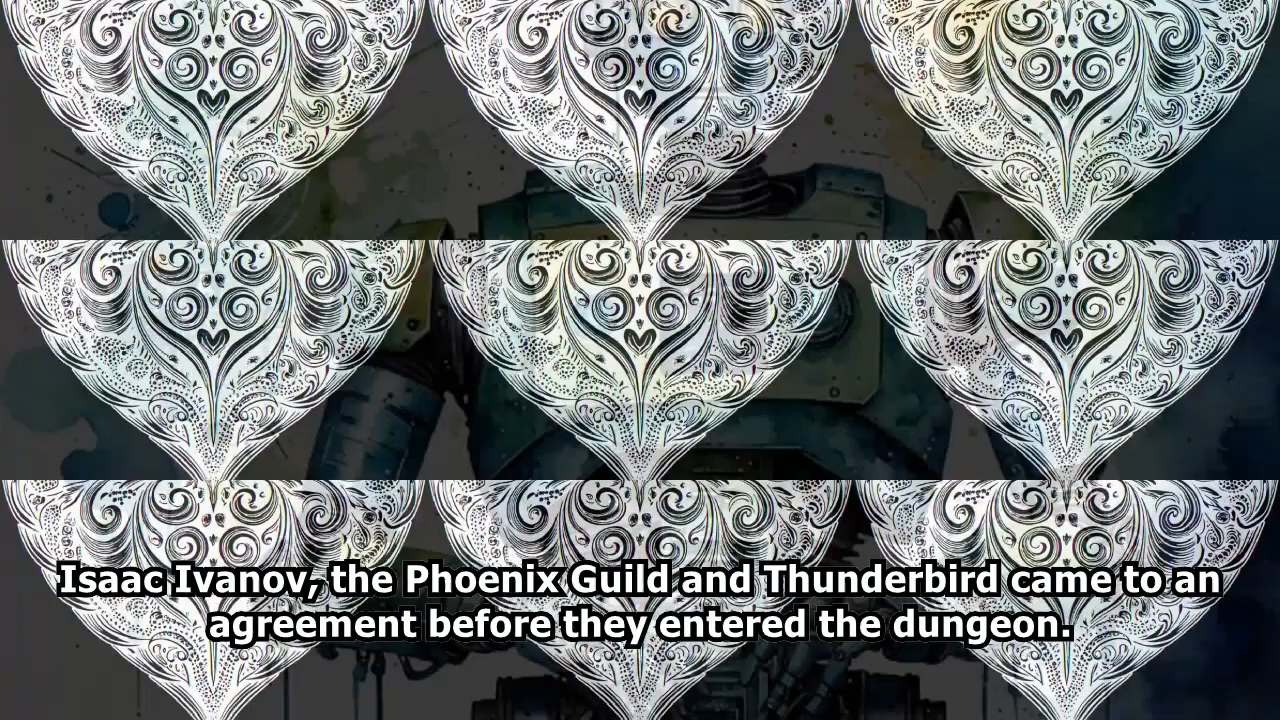 Isaac Ivanov, the Phoenix Guild and Thunderbird came to an
agreement before they entered the dungeon.